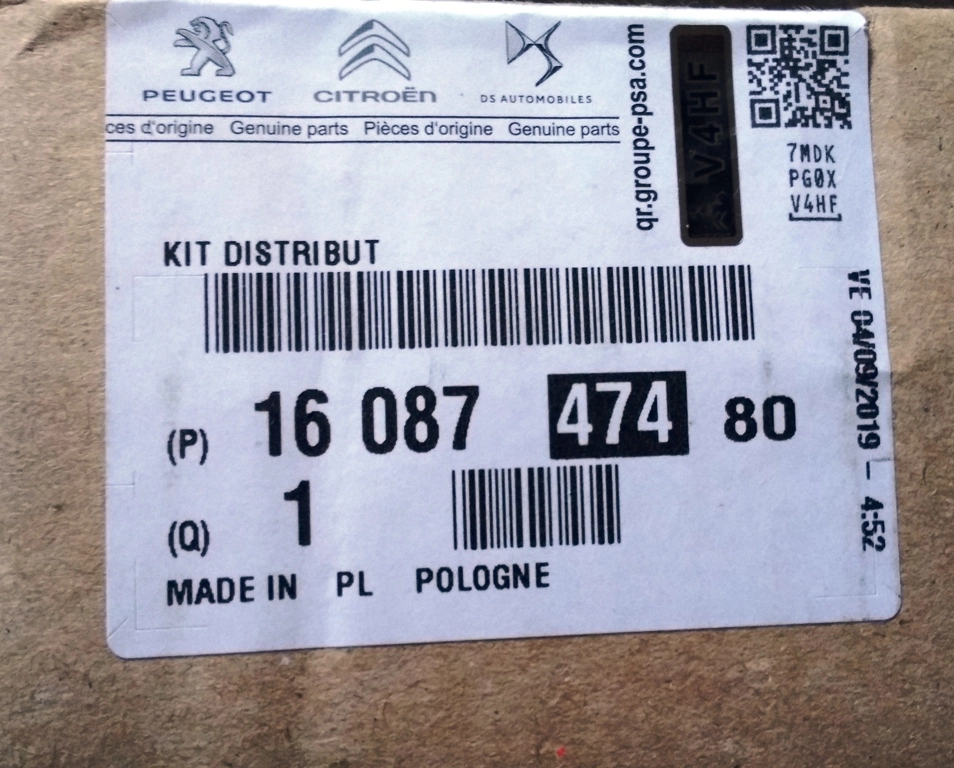 PEUGEOT CITROËN DS AUTOMOBILES
ces d'origine Genuine parts Pièces d'origine Genuine parts
qr.groupe-psa.com
V4HF
7MDK
PG0X
V4HF
KIT DISTRIBUT
(P) 16 087 474 80
(Q) 1
MADE IN PL POLOGNE
VE 04/09/2019 – 4:52